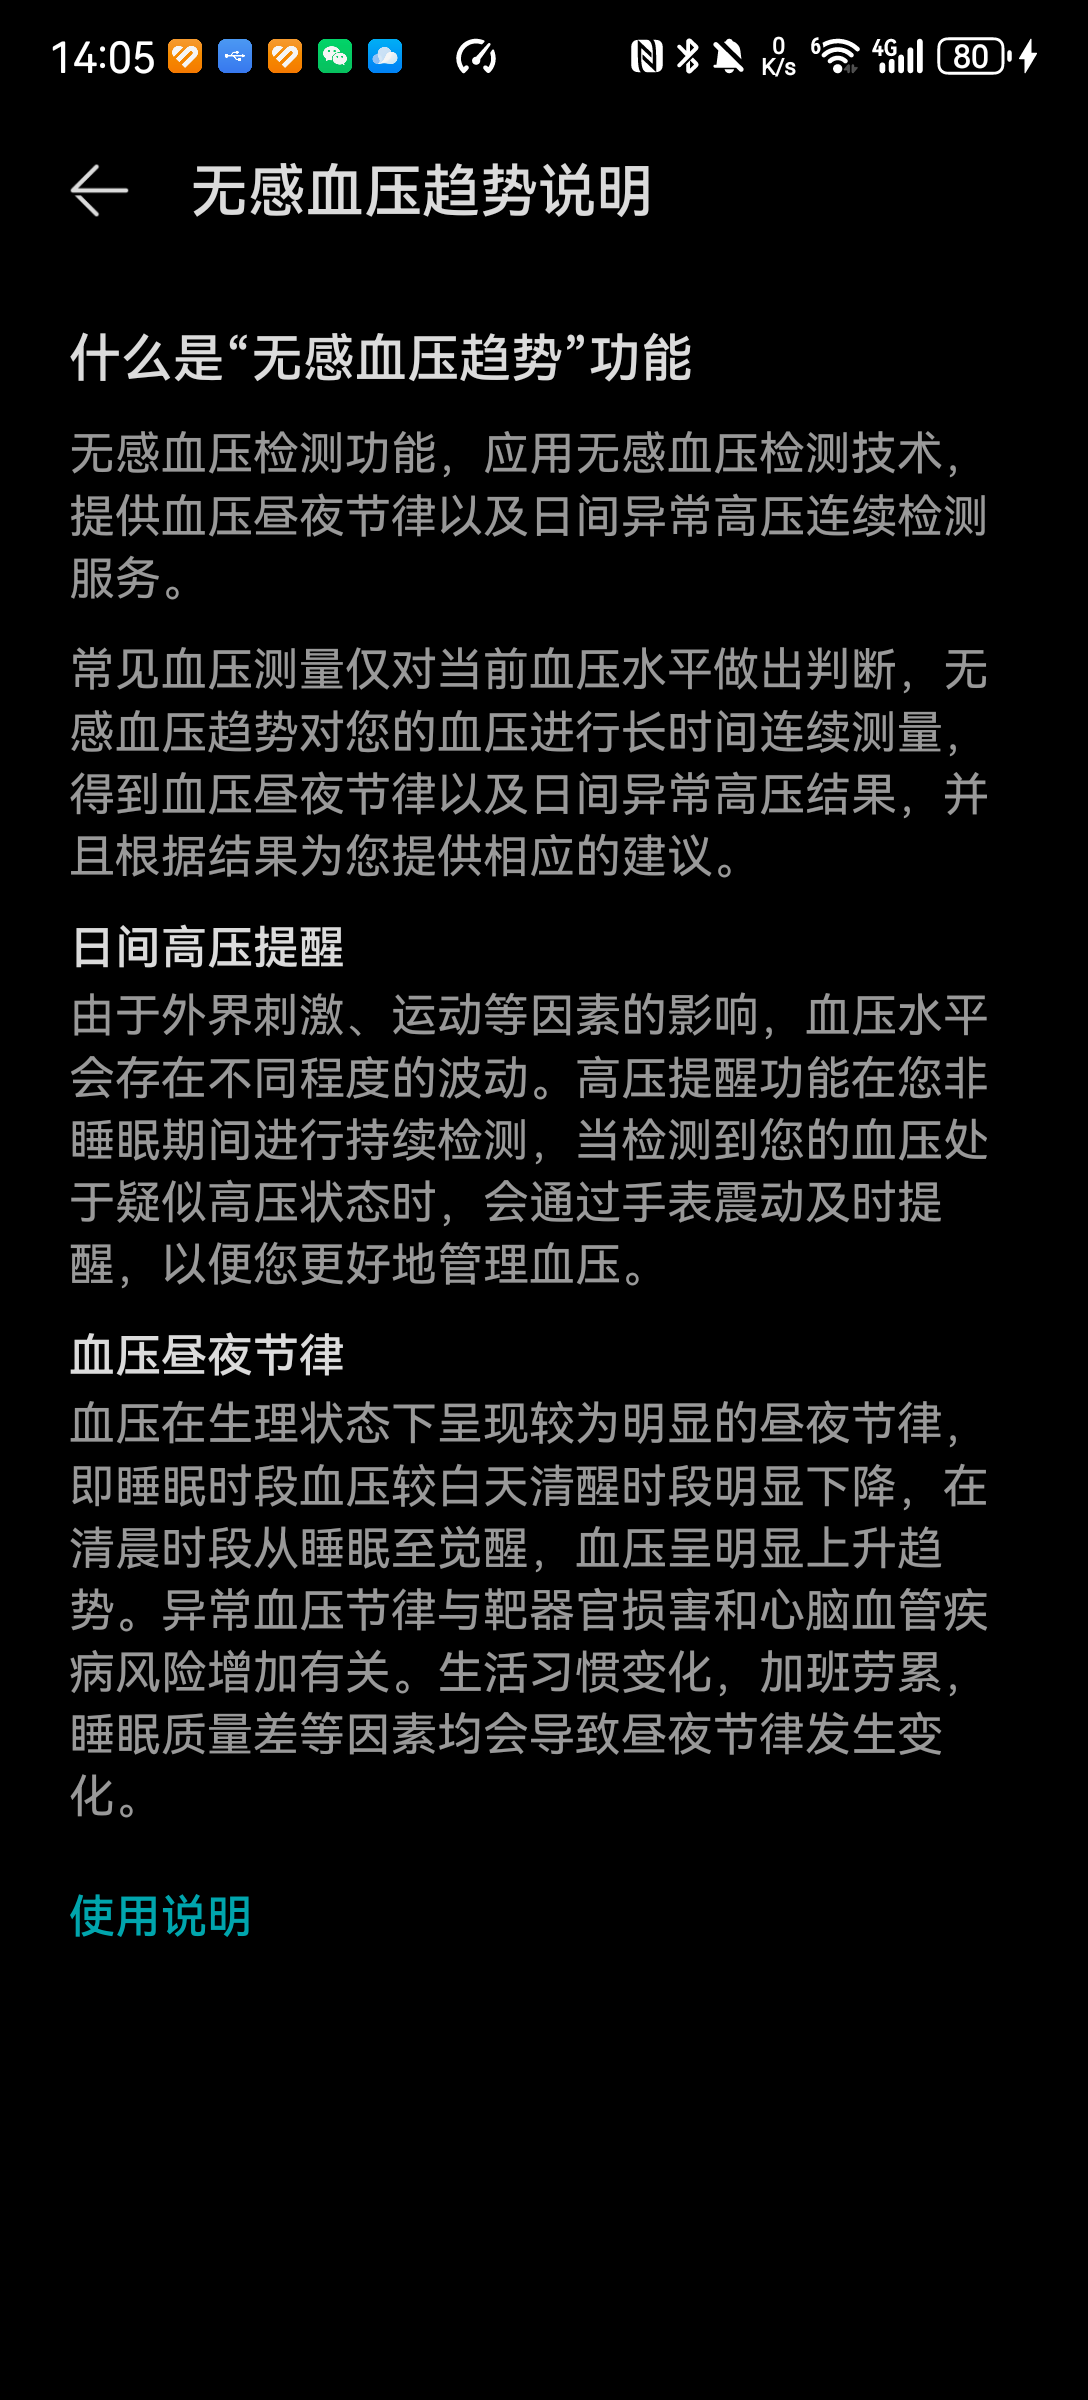 14:05
0
K/s
6
4G
80
无感血压趋势说明
什么是“无感血压趋势”功能
无感血压检测功能，应用无感血压检测技术，
提供血压昼夜节律以及日间异常高压连续检测
服务。
常见血压测量仅对当前血压水平做出判断，无
感血压趋势对您的血压进行长时间连续测量，
得到血压昼夜节律以及日间异常高压结果，并
且根据结果为您提供相应的建议。
日间高压提醒
由于外界刺激、运动等因素的影响，血压水平
会存在不同程度的波动。高压提醒功能在您非
睡眠期间进行持续检测，当检测到您的血压处
于疑似高压状态时，会通过手表震动及时提
醒，以便您更好地管理血压。
血压昼夜节律
血压在生理状态下呈现较为明显的昼夜节律，
即睡眠时段血压较白天清醒时段明显下降，在
清晨时段从睡眠至觉醒，血压呈明显上升趋
势。异常血压节律与靶器官损害和心脑血管疾
病风险增加有关。生活习惯变化，加班劳累，
睡眠质量差等因素均会导致昼夜节律发生变
化。
使用说明